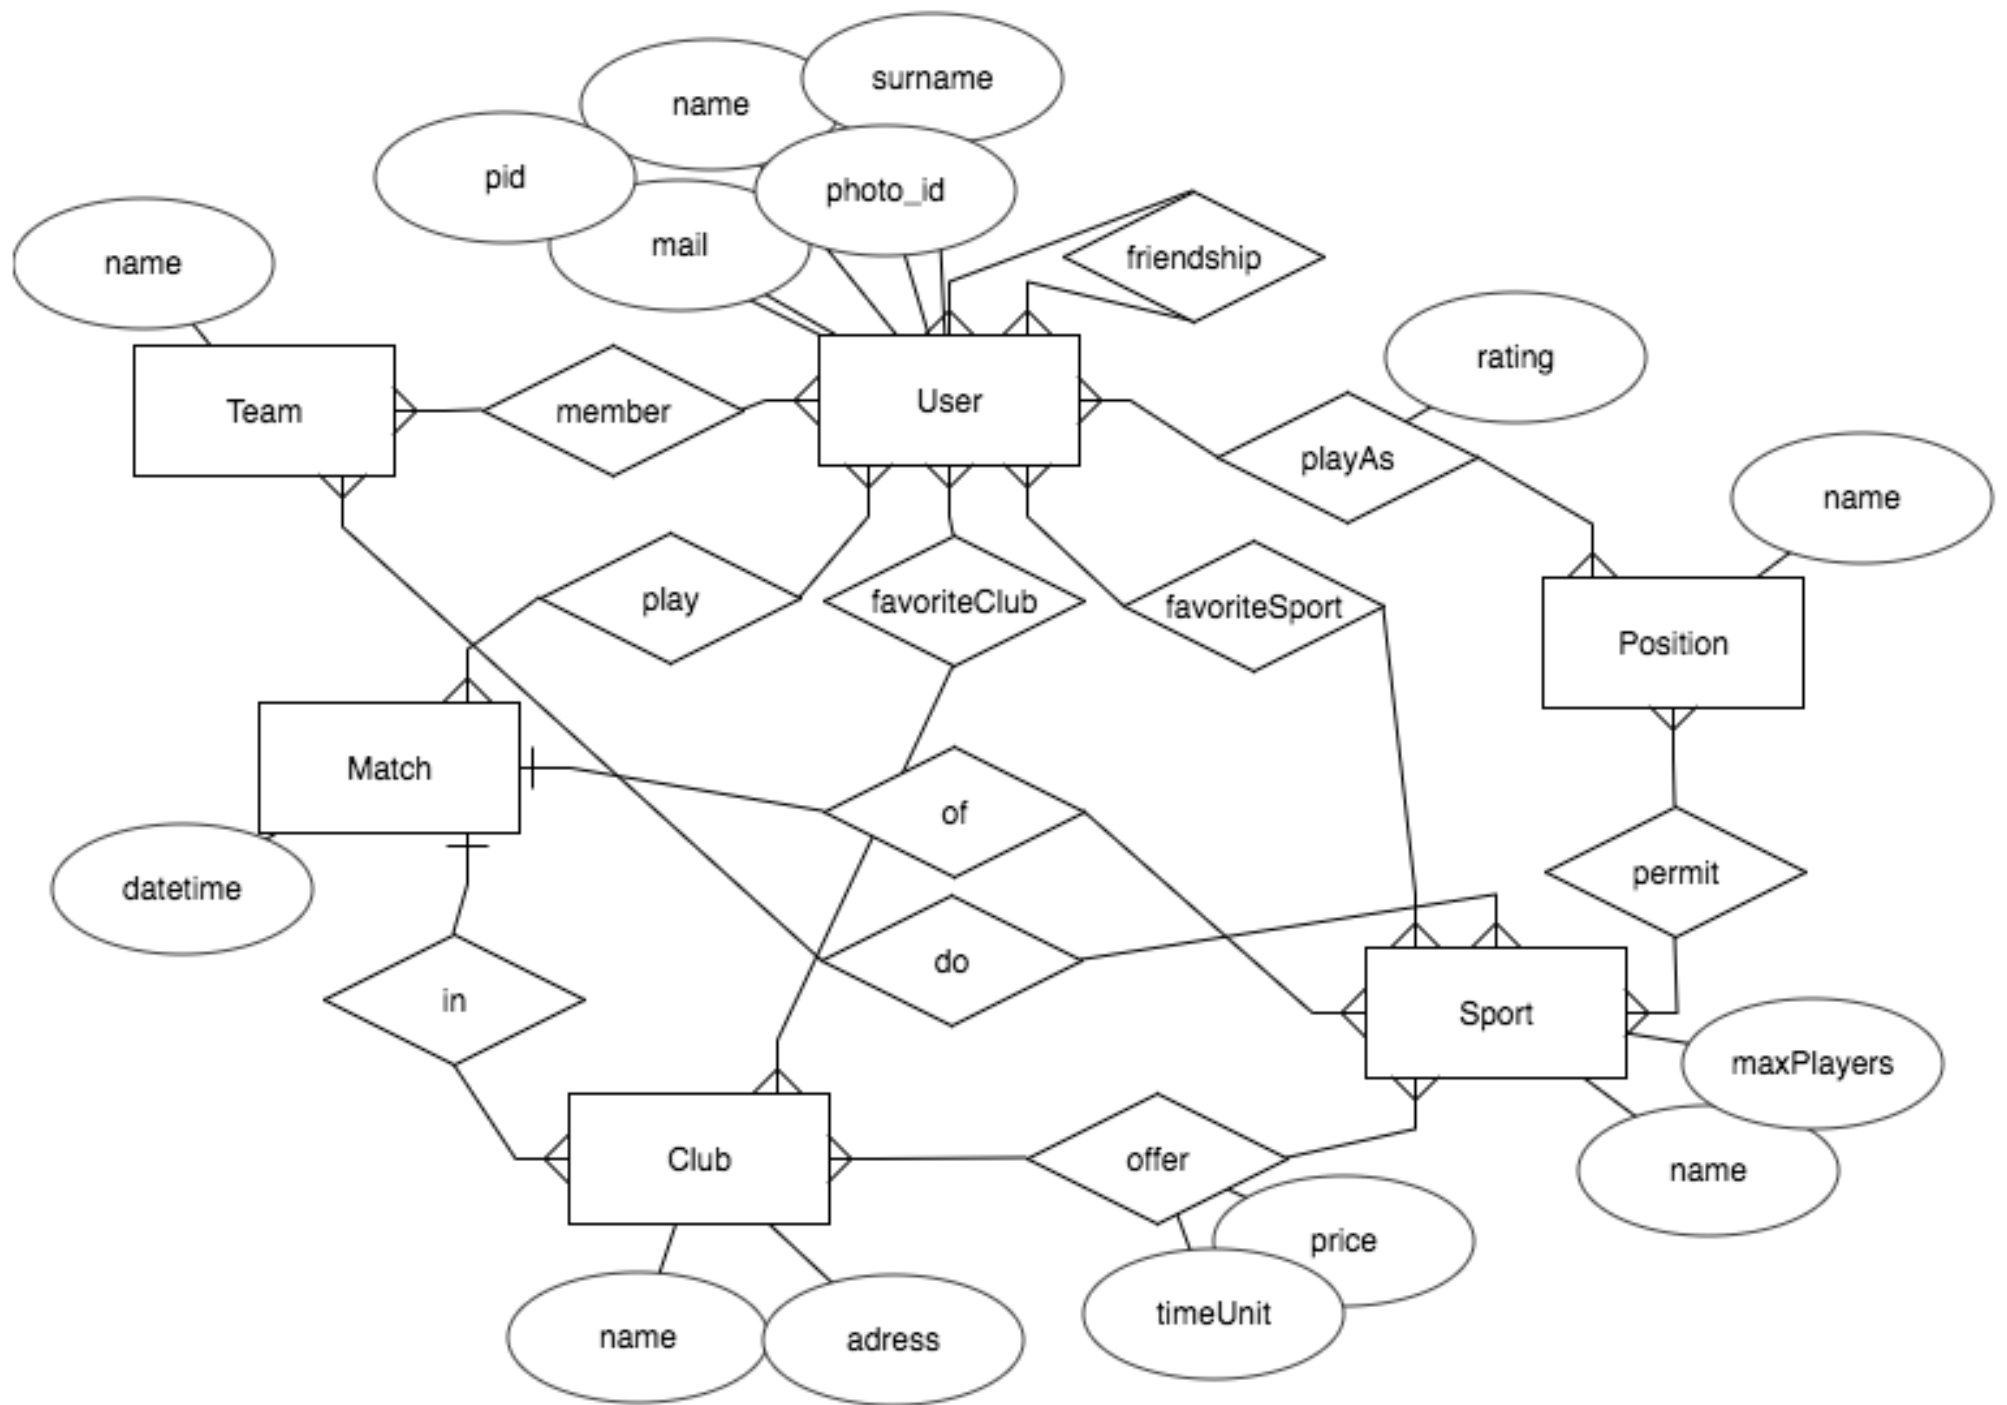 surname
name
pid
photo_id
mail
name
friendship
rating
Team
member
User
playAs
name
play
favoriteClub
favoriteSport
Position
Match
of
permit
datetime
do
in
Sport
maxPlayers
Club
offer
name
price
timeUnit
name
adress